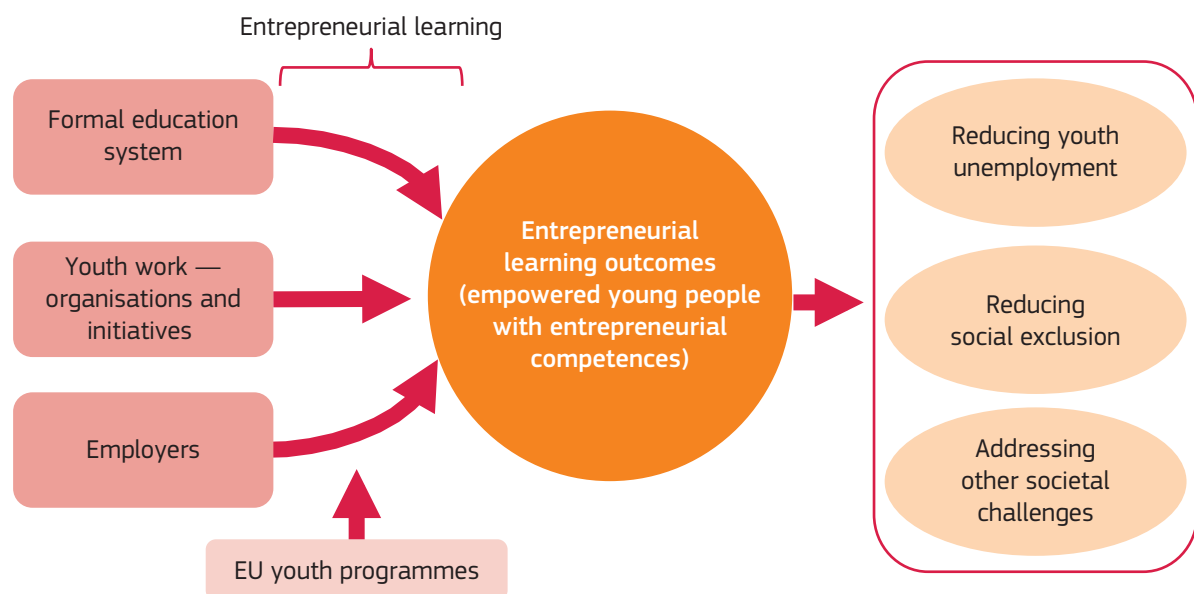 Entrepreneurial learning
Formal education
system
Youth work —
organisations and
initiatives
Employers
EU youth programmes
Entrepreneurial
learning outcomes
(empowered young people
with entrepreneurial
competences)
Reducing youth
unemployment
Reducing
social exclusion
Addressing
other societal
challenges